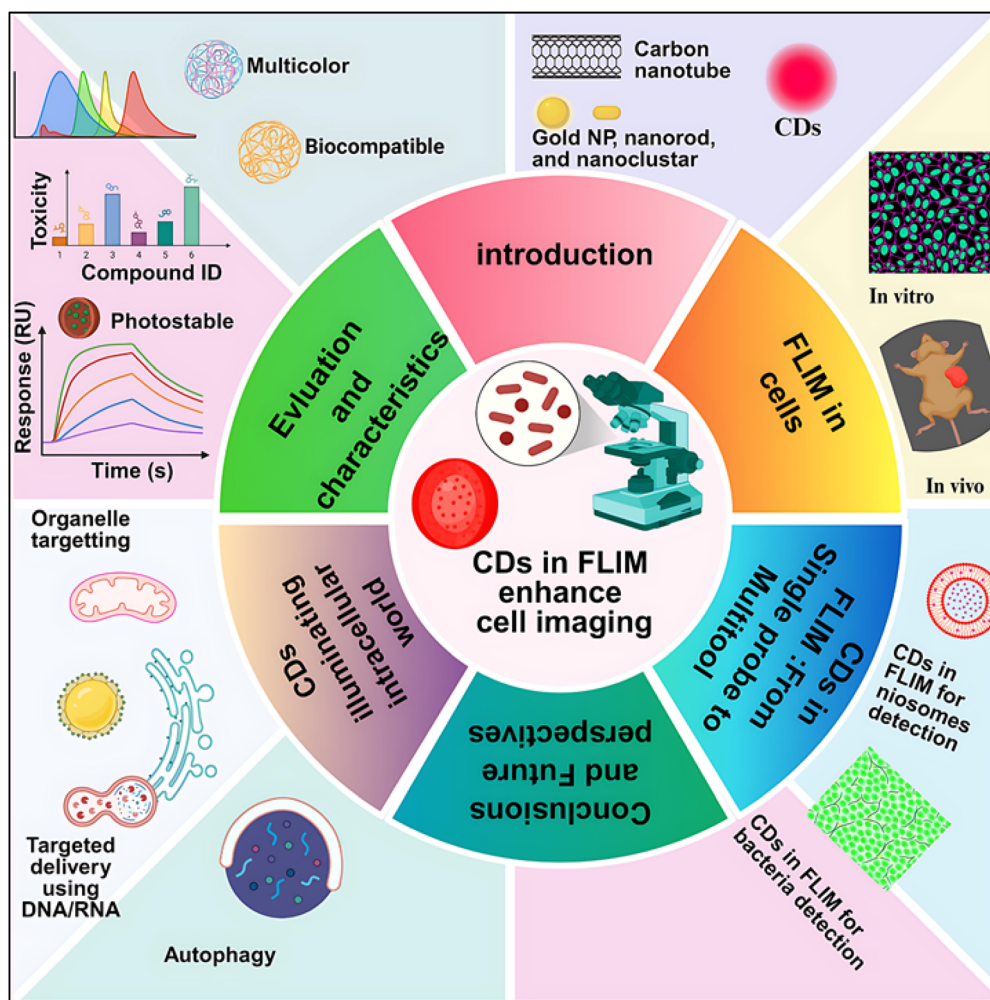 Multicolor
Biocompatible
Carbon
nanotube
CDs
Gold NP, nanorod,
and nanoclustar
Toxicity
1 2 3 4 5 6
Compound ID
Photostable
Response (RU)
Time (s)
In vitro
In vivo
introduction
FLIM in
cells
Evluation
and
characteristics
CDs in FLIM
enhance
cell imaging
CDs in
FLIM :From
Single probe to
Multitool
CDs
illuminating
intracellular
world
Conclusions
and Future
perspectives
Organelle
targetting
Targeted
delivery
using
DNA/RNA
Autophagy
CDs in
FLIM for
niosomes
detection
CDs in FLIM for
bacteria detection